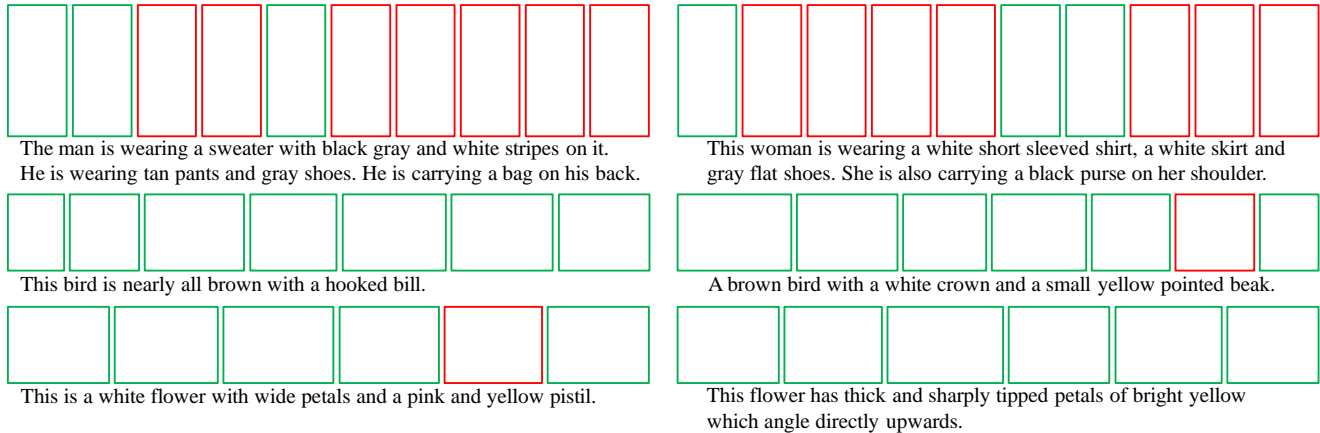 The man is wearing a sweater with black gray and white stripes on it.
He is wearing tan pants and gray shoes. He is carrying a bag on his back.
This woman is wearing a white short sleeved shirt, a white skirt and
gray flat shoes. She is also carrying a black purse on her shoulder.
This bird is nearly all brown with a hooked bill.
A brown bird with a white crown and a small yellow pointed beak.
This is a white flower with wide petals and a pink and yellow pistil.
This flower has thick and sharply tipped petals of bright yellow
which angle directly upwards.